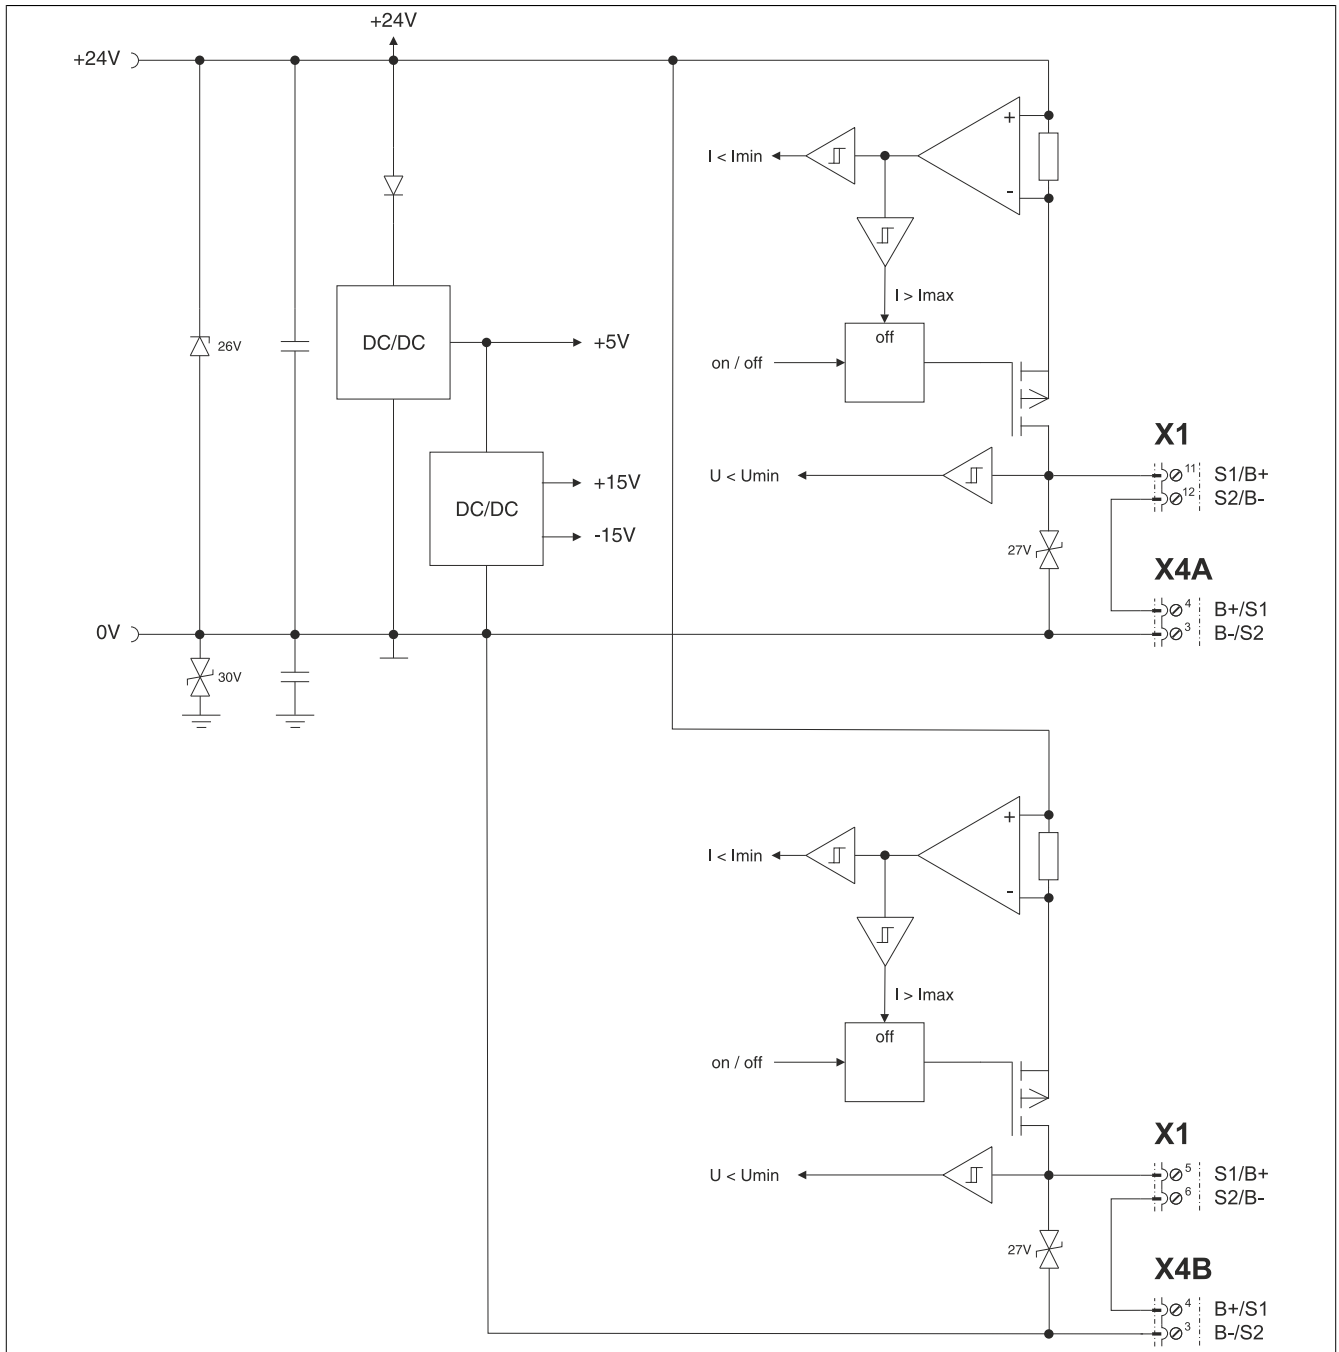 +24V
+24V
I < Imin
+
-
I > Imax
26V
DC/DC
+5V
off
on / off
X1
U < Umin
11 S1/B+
12 S2/B-
+15V
DC/DC
-15V
27V
X4A
4 B+/S1
0V
3 B-/S2
30V
+
I < Imin
-
I > Imax
off
on / off
X1
U < Umin
5 S1/B+
6 S2/B-
27V
X4B
4 B+/S1
3 B-/S2